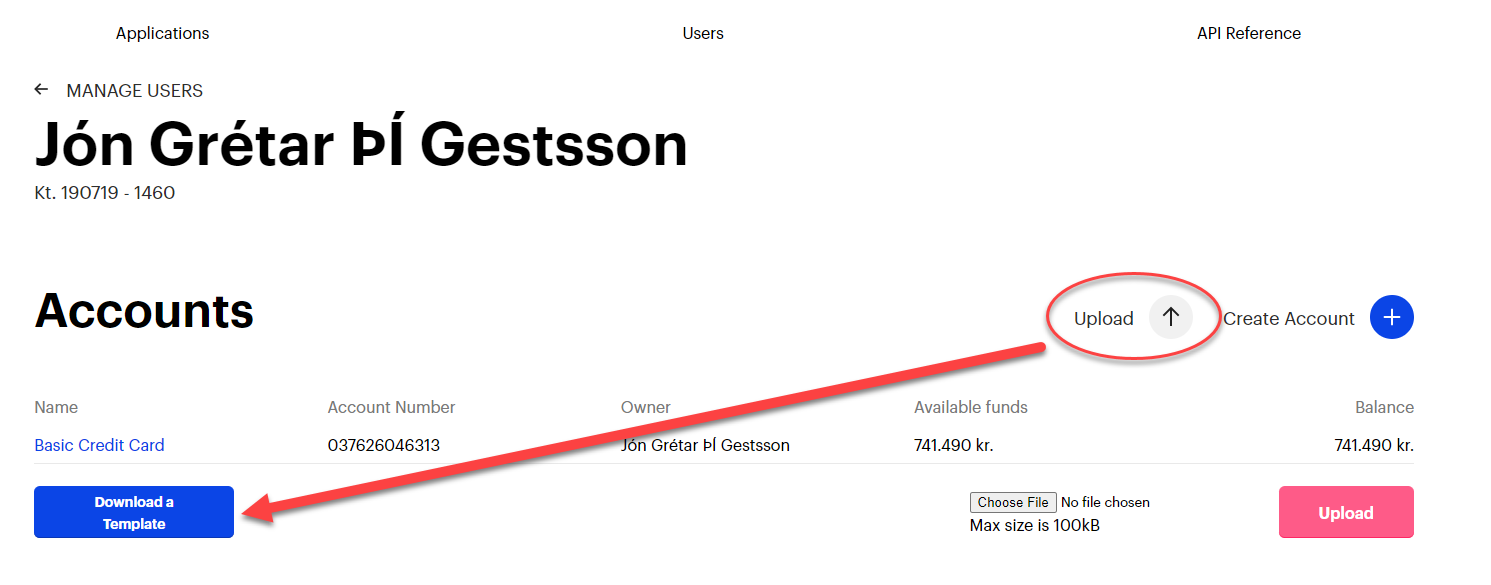 Applications Users API Reference
← MANAGE USERS
Jón Grétar ÞÍ Gestsson
Kt. 190719 - 1460
Accounts
Upload ↑ Create Account +
Name Account Number Owner Available funds Balance
Basic Credit Card 037626046313 Jón Grétar ÞÍ Gestsson 741.490 kr. 741.490 kr.
Download a
Template
Choose File No file chosen
Max size is 100kB
Upload